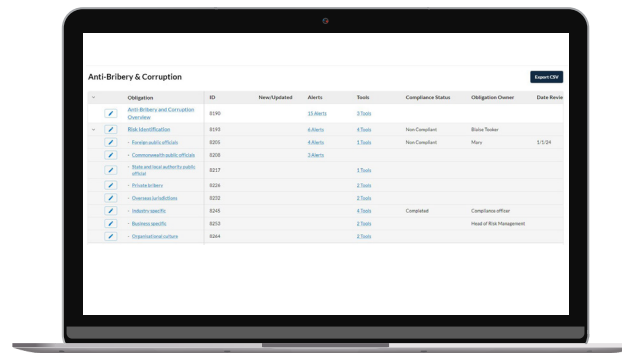 Anti-Bribery & Corruption
Export CSV
Obligation ID New/Updated Alerts Tools Compliance Status Obligation Owner Date Revie
Anti-Bribery and Corruption Overview 8190 15 Alerts 3 Tools
Risk Identification 8193 6 Alerts 4 Tools Non Compliant
Foreign public officials 8205 4 Alerts 1 Tools Non Compliant Mary 1/5/24
Commonwealth public officials 8208 3 Alerts
State and local authority public official 8217 1 Tools
Private bribery 8226 2 Tools
Overseas jurisdictions 8232 2 Tools
Industry specific 8245 4 Tools Completed Compliance officer
Business specific 8253 2 Tools Head of Risk Management
Organisational culture 8264 2 Tools